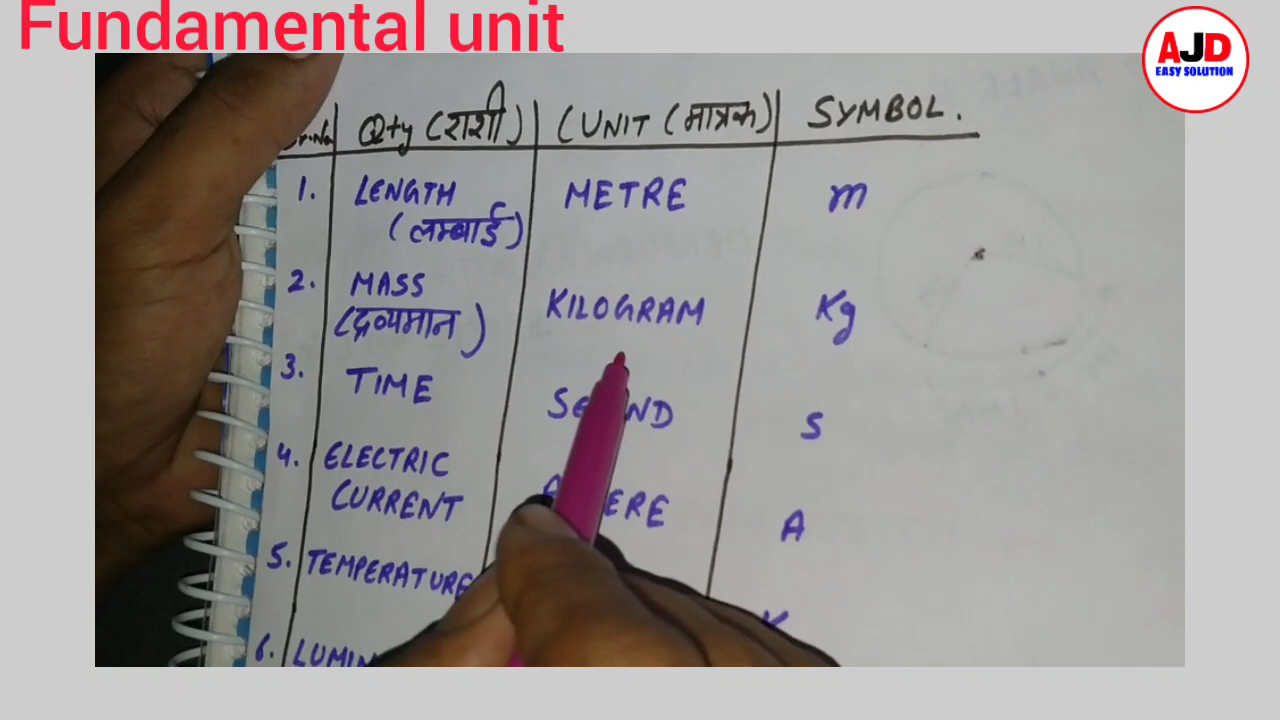 Fundamental unit
AJD
EASY SOLUTION
Qty (राशी) (UNIT (मात्रक) SYMBOL.
1. LENGTH METRE m
(लम्बाई)
2. MASS KILOGRAM Kg
(द्रव्यमान)
3. TIME S
4. ELECTRIC
CURRENT A
5. TEMPERATURE
6.